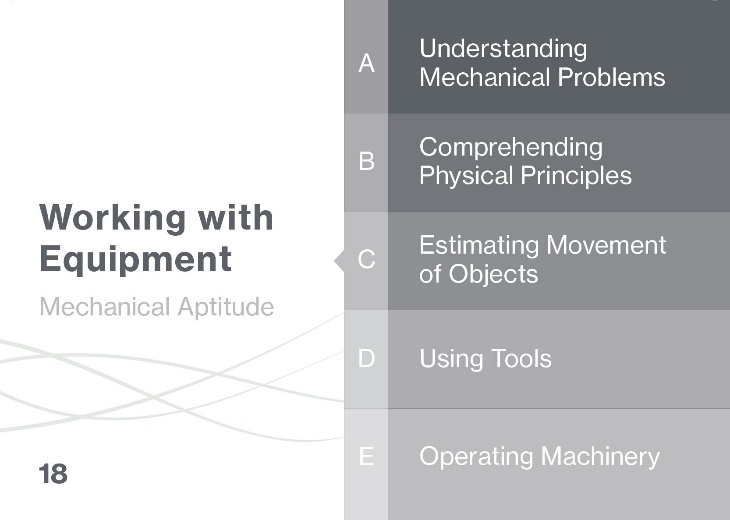 Working with
Equipment
Mechanical Aptitude
18
A
Understanding
Mechanical Problems
B
Comprehending
Physical Principles
C
Estimating Movement
of Objects
D
Using Tools
E
Operating Machinery